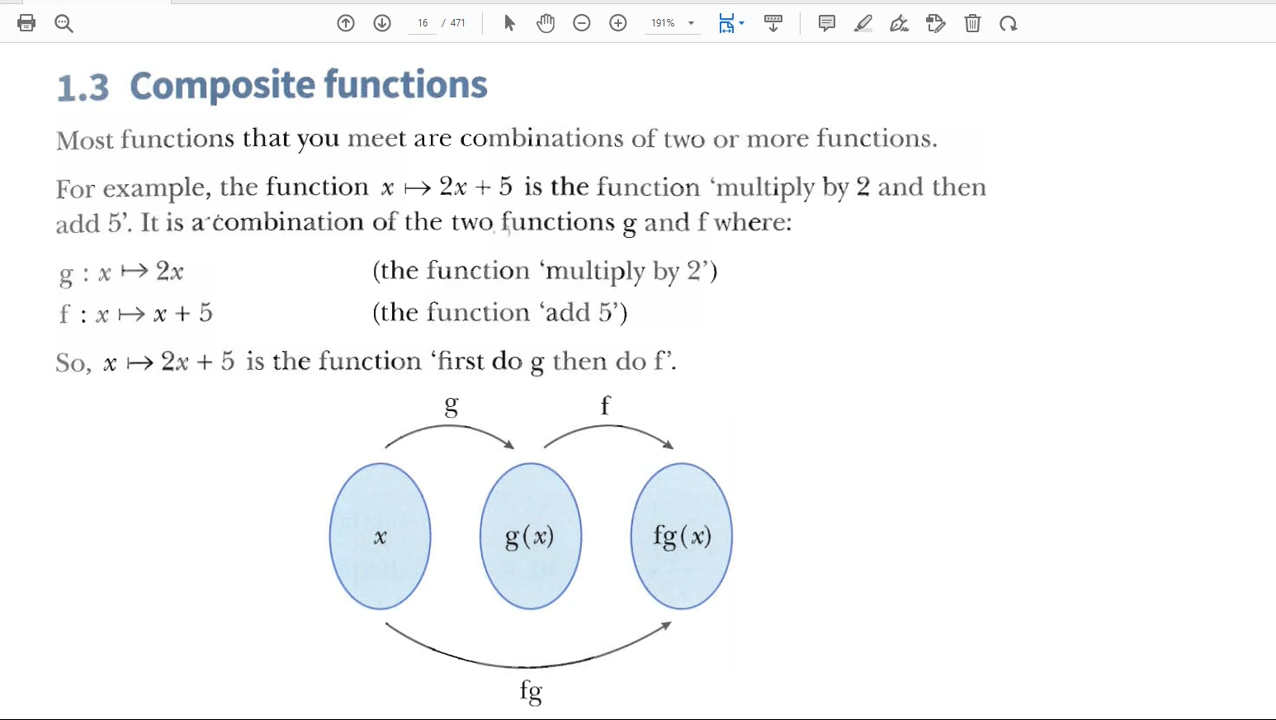 16 / 471
191%
1.3 Composite functions
Most functions that you meet are combinations of two or more functions.
For example, the function x ↦ 2x + 5 is the function ‘multiply by 2 and then
add 5’. It is a combination of the two functions g and f where:
g : x ↦ 2x (the function ‘multiply by 2’)
f : x ↦ x + 5 (the function ‘add 5’)
So, x ↦ 2x + 5 is the function ‘first do g then do f’.
g f
x g(x) fg(x)
fg